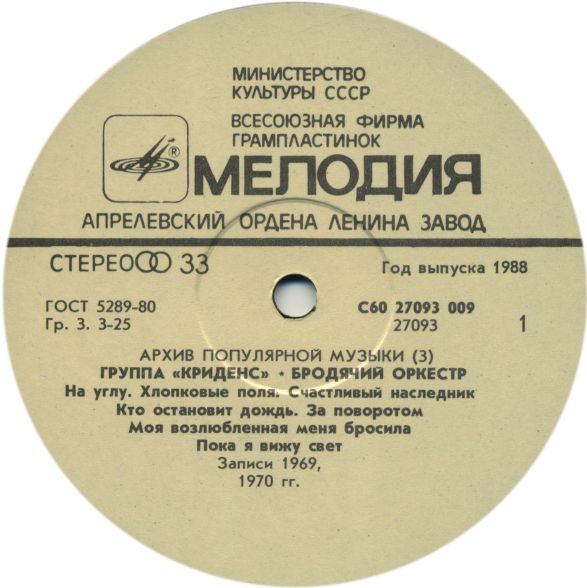 МИНИСТЕРСТВО
КУЛЬТУРЫ СССР
ВСЕСОЮЗНАЯ ФИРМА
ГРАМПЛАСТИНОК
®
МЕЛОДИЯ
АПРЕЛЕВСКИЙ ОРДЕНА ЛЕНИНА ЗАВОД
СТЕРЕО 33
Год выпуска 1988
ГОСТ 5289-80
С60 27093 009
Гр. 3. 3-25
27093
1
АРХИВ ПОПУЛЯРНОЙ МУЗЫКИ (3)
ГРУППА «КРИДЕНС» · БРОДЯЧИЙ ОРКЕСТР
На углу. Хлопковые поля. Счастливый наследник
Кто остановит дождь. За поворотом
Моя возлюбленная меня бросила
Пока я вижу свет
Записи 1969,
1970 гг.